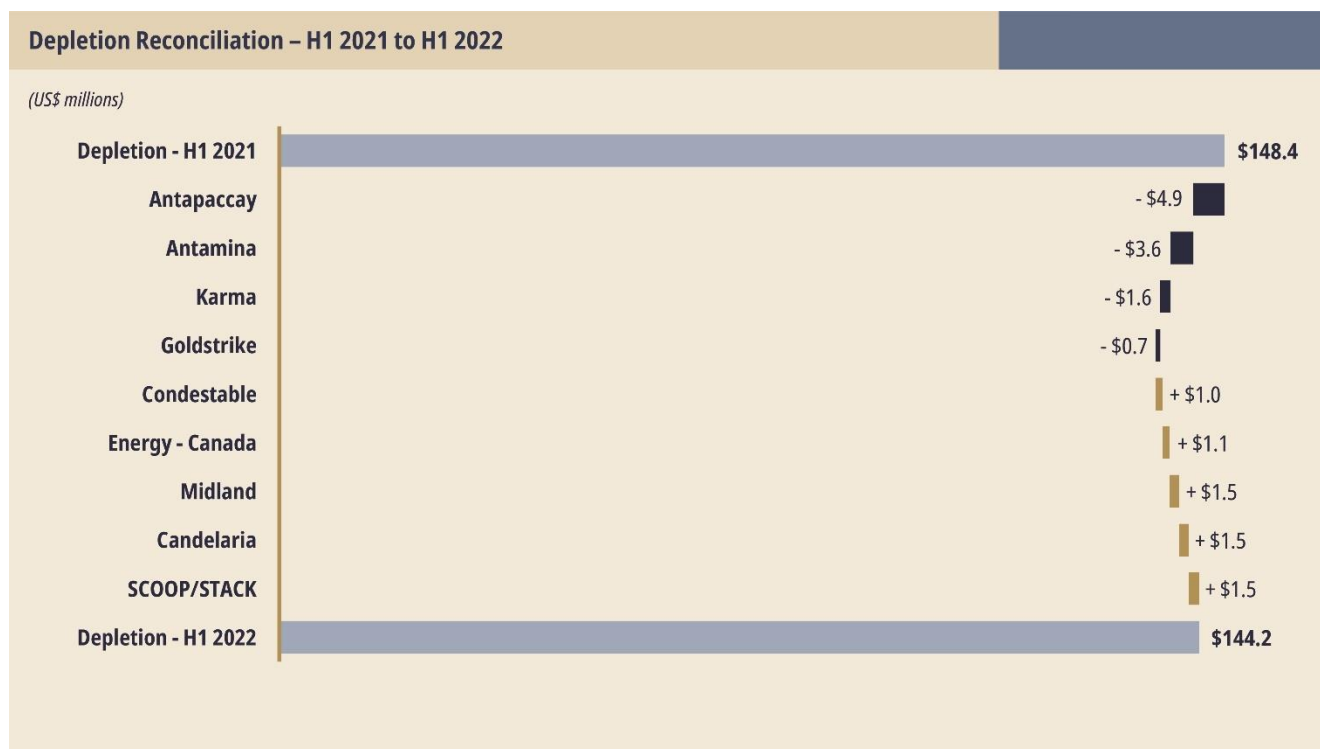 Depletion Reconciliation – H1 2021 to H1 2022
(US$ millions)
Depletion - H1 2021 $148.4
Antapaccay - $4.9
Antamina - $3.6
Karma - $1.6
Goldstrike - $0.7
Condestable + $1.0
Energy - Canada + $1.1
Midland + $1.5
Candelaria + $1.5
SCOOP/STACK + $1.5
Depletion - H1 2022 $144.2